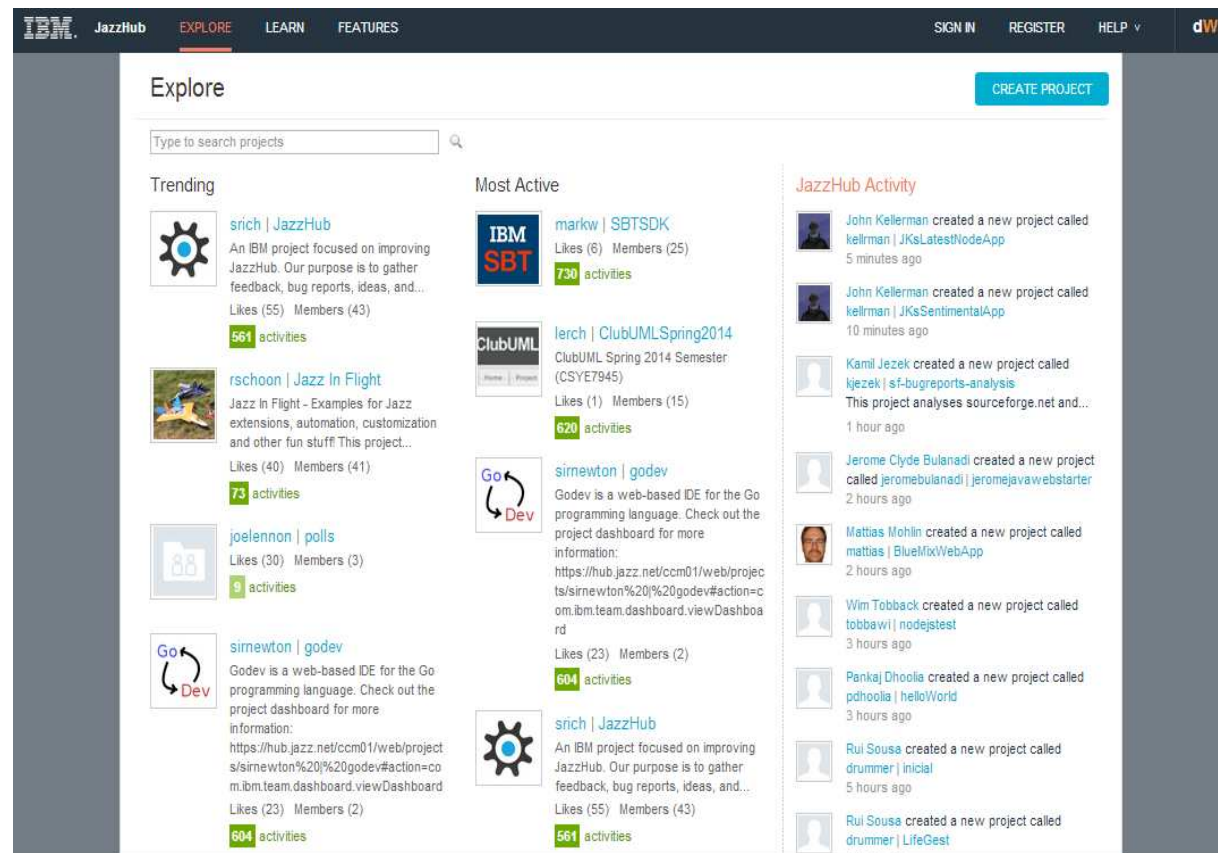 IBM. JazzHub EXPLORE LEARN FEATURES SIGN IN REGISTER HELP v dW
Explore
CREATE PROJECT
Type to search projects
Trending
srich | JazzHub
An IBM project focused on improving
JazzHub. Our purpose is to gather
feedback, bug reports, ideas, and...
Likes (55) Members (43)
561 activities
rschoon | Jazz In Flight
Jazz In Flight - Examples for Jazz
extensions, automation, customization
and other fun stuff! This project...
Likes (40) Members (41)
73 activities
joelennon | polls
Likes (30) Members (3)
9 activities
Go
Dev
sirnewton | godev
Godev is a web-based IDE for the Go
programming language. Check out the
project dashboard for more
information:
https://hub.jazz.net/ccm01/web/project
s/sirnewton%20|%20godev#action=co
m.ibm.team.dashboard.viewDashboard
Likes (23) Members (2)
604 activities
Most Active
IBM
SBT
markw | SBTSDK
Likes (6) Members (25)
730 activities
ClubUML
Home Project
lerch | ClubUMLSpring2014
ClubUML Spring 2014 Semester
(CSYE7945)
Likes (1) Members (15)
620 activities
Go
Dev
sirnewton | godev
Godev is a web-based IDE for the Go
programming language. Check out the
project dashboard for more
information:
https://hub.jazz.net/ccm01/web/projec
ts/sirnewton%20|%20godev#action=c
om.ibm.team.dashboard.viewDashboa
rd
Likes (23) Members (2)
604 activities
srich | JazzHub
An IBM project focused on improving
JazzHub. Our purpose is to gather
feedback, bug reports, ideas, and...
Likes (55) Members (43)
561 activities
JazzHub Activity
John Kellerman created a new project called
kellrman | JKsLatestNodeApp
5 minutes ago
John Kellerman created a new project called
kellrman | JKsSentimentalApp
10 minutes ago
Kamil Jezek created a new project called
kjezek | sf-bugreports-analysis
This project analyses sourceforge.net and...
1 hour ago
Jerome Clyde Bulanadi created a new project
called jeromebulanadi | jeromejavawebstarter
2 hours ago
Mattias Mohlin created a new project called
mattias | BlueMixWebApp
2 hours ago
Wim Tobback created a new project called
tobbawi | nodejstest
3 hours ago
Pankaj Dhoolia created a new project called
pdhoolia | helloWorld
3 hours ago
Rui Sousa created a new project called
drummer | inicial
5 hours ago
Rui Sousa created a new project called
drummer | LifeGest